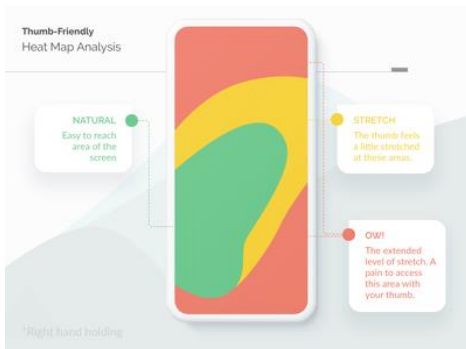 Thumb-Friendly
Heat Map Analysis
NATURAL
Easy to reach
area of the
screen
STRETCH
The thumb feels
a little stretched
at these areas.
OW!
The extended
level of stretch. A
pain to access
this area with
your thumb.
*Right hand holding